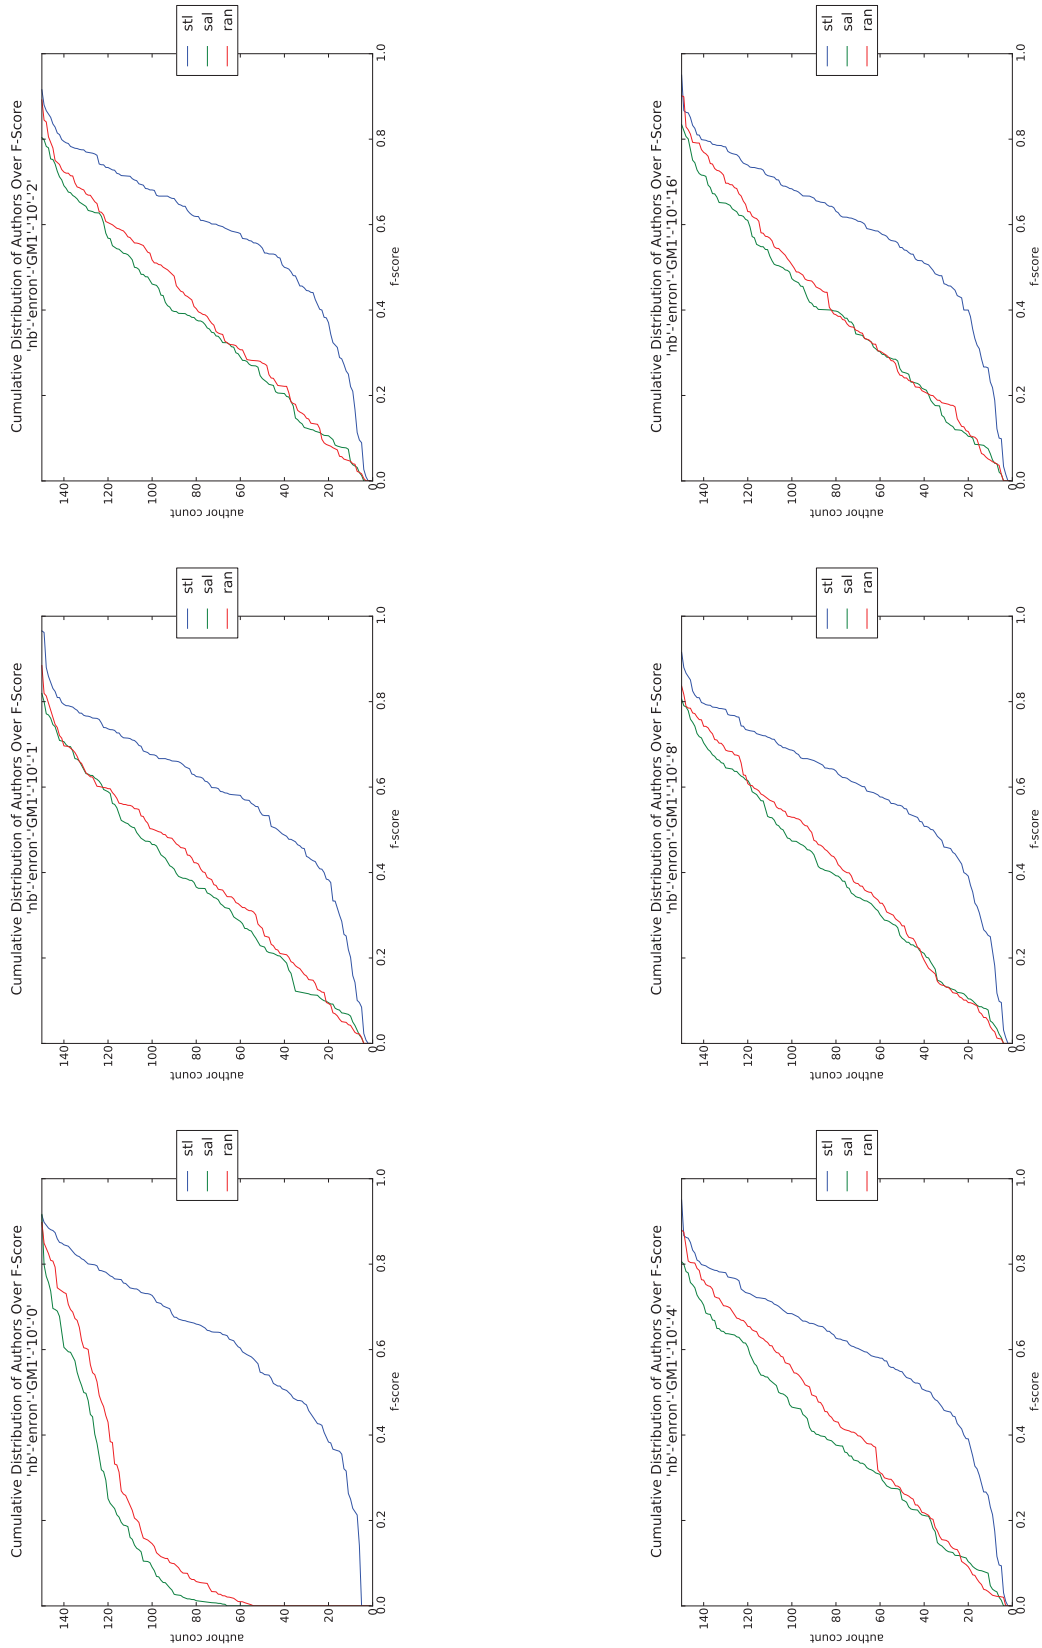 Cumulative Distribution of Authors Over F-Score
'nb'-'enron'-'GM1'-'10'-'0'
author count
140
120
100
80
60
40
20
0
0.0 0.2 0.4 0.6 0.8 1.0
f-score
stl
sal
ran
Cumulative Distribution of Authors Over F-Score
'nb'-'enron'-'GM1'-'10'-'1'
author count
140
120
100
80
60
40
20
0
0.0 0.2 0.4 0.6 0.8 1.0
f-score
stl
sal
ran
Cumulative Distribution of Authors Over F-Score
'nb'-'enron'-'GM1'-'10'-'2'
author count
140
120
100
80
60
40
20
0
0.0 0.2 0.4 0.6 0.8 1.0
f-score
stl
sal
ran
Cumulative Distribution of Authors Over F-Score
'nb'-'enron'-'GM1'-'10'-'4'
author count
140
120
100
80
60
40
20
0
0.0 0.2 0.4 0.6 0.8 1.0
f-score
stl
sal
ran
Cumulative Distribution of Authors Over F-Score
'nb'-'enron'-'GM1'-'10'-'8'
author count
140
120
100
80
60
40
20
0
0.0 0.2 0.4 0.6 0.8 1.0
f-score
stl
sal
ran
Cumulative Distribution of Authors Over F-Score
'nb'-'enron'-'GM1'-'10'-'16'
author count
140
120
100
80
60
40
20
0
0.0 0.2 0.4 0.6 0.8 1.0
f-score
stl
sal
ran